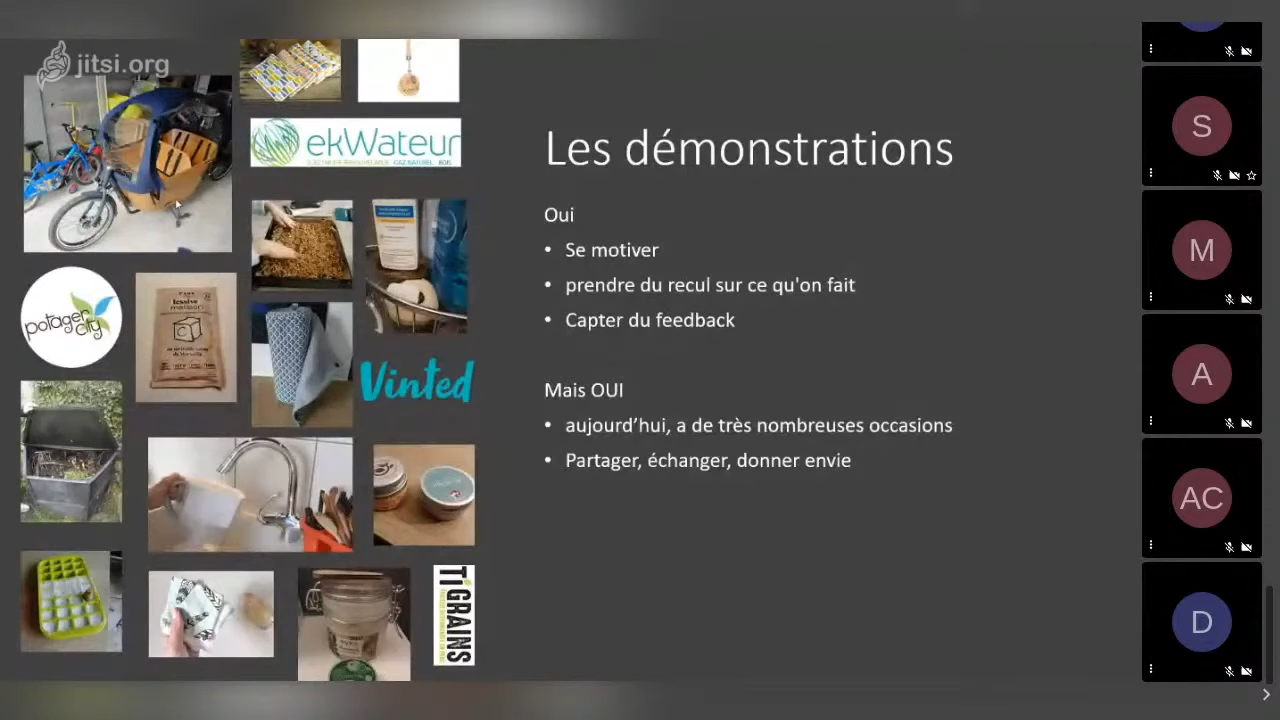 jitsi.org
ekWateur
potager
city
lessive
Vinted
Ti GRAINS
Les démonstrations
Oui
• Se motiver
• prendre du recul sur ce qu'on fait
• Capter du feedback
Mais OUI
• aujourd’hui, a de très nombreuses occasions
• Partager, échanger, donner envie
S
M
A
AC
D